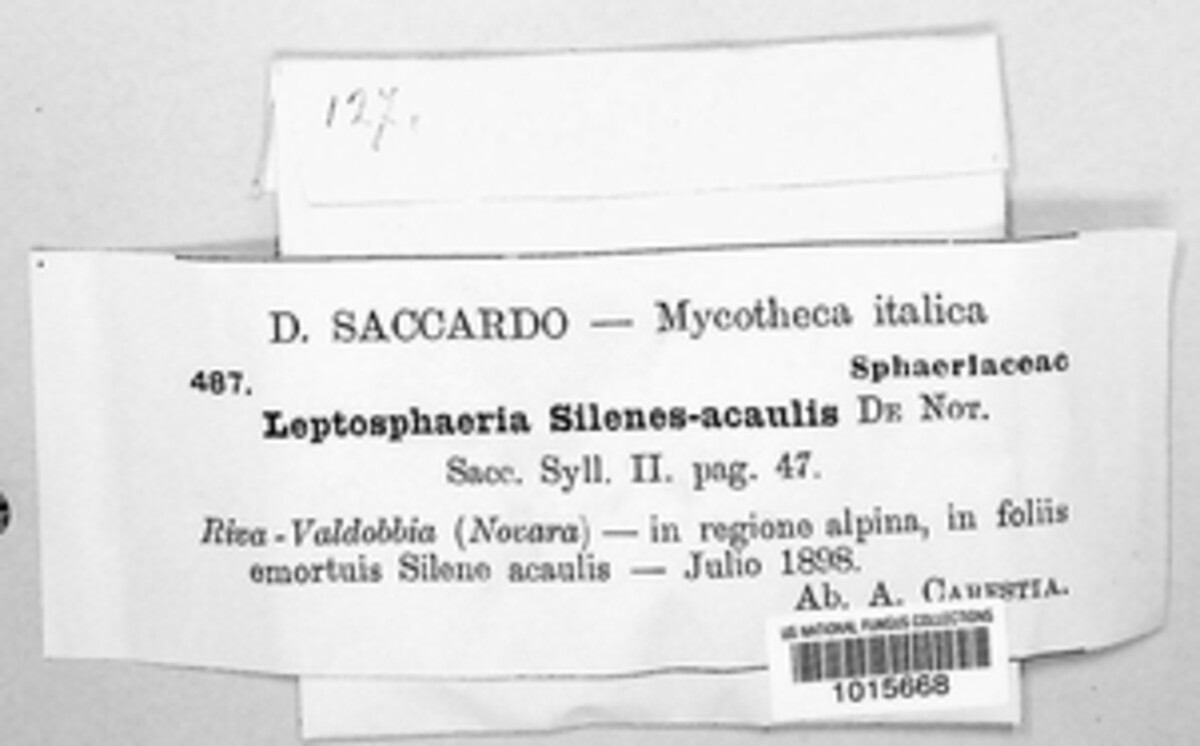 127.
D. SACCARDO — Mycotheca italica
487.
Sphaeriaceae
Leptosphaeria Silenes-acaulis DE NOT.
Sacc. Syll. II. pag. 47.
Riva-Valdobbia (Novara) — in regione alpina, in foliis
emortuis Silene acaulis — Julio 1898.
Ab. A. CARESTIA.
US NATIONAL FUNGUS COLLECTIONS
1015668